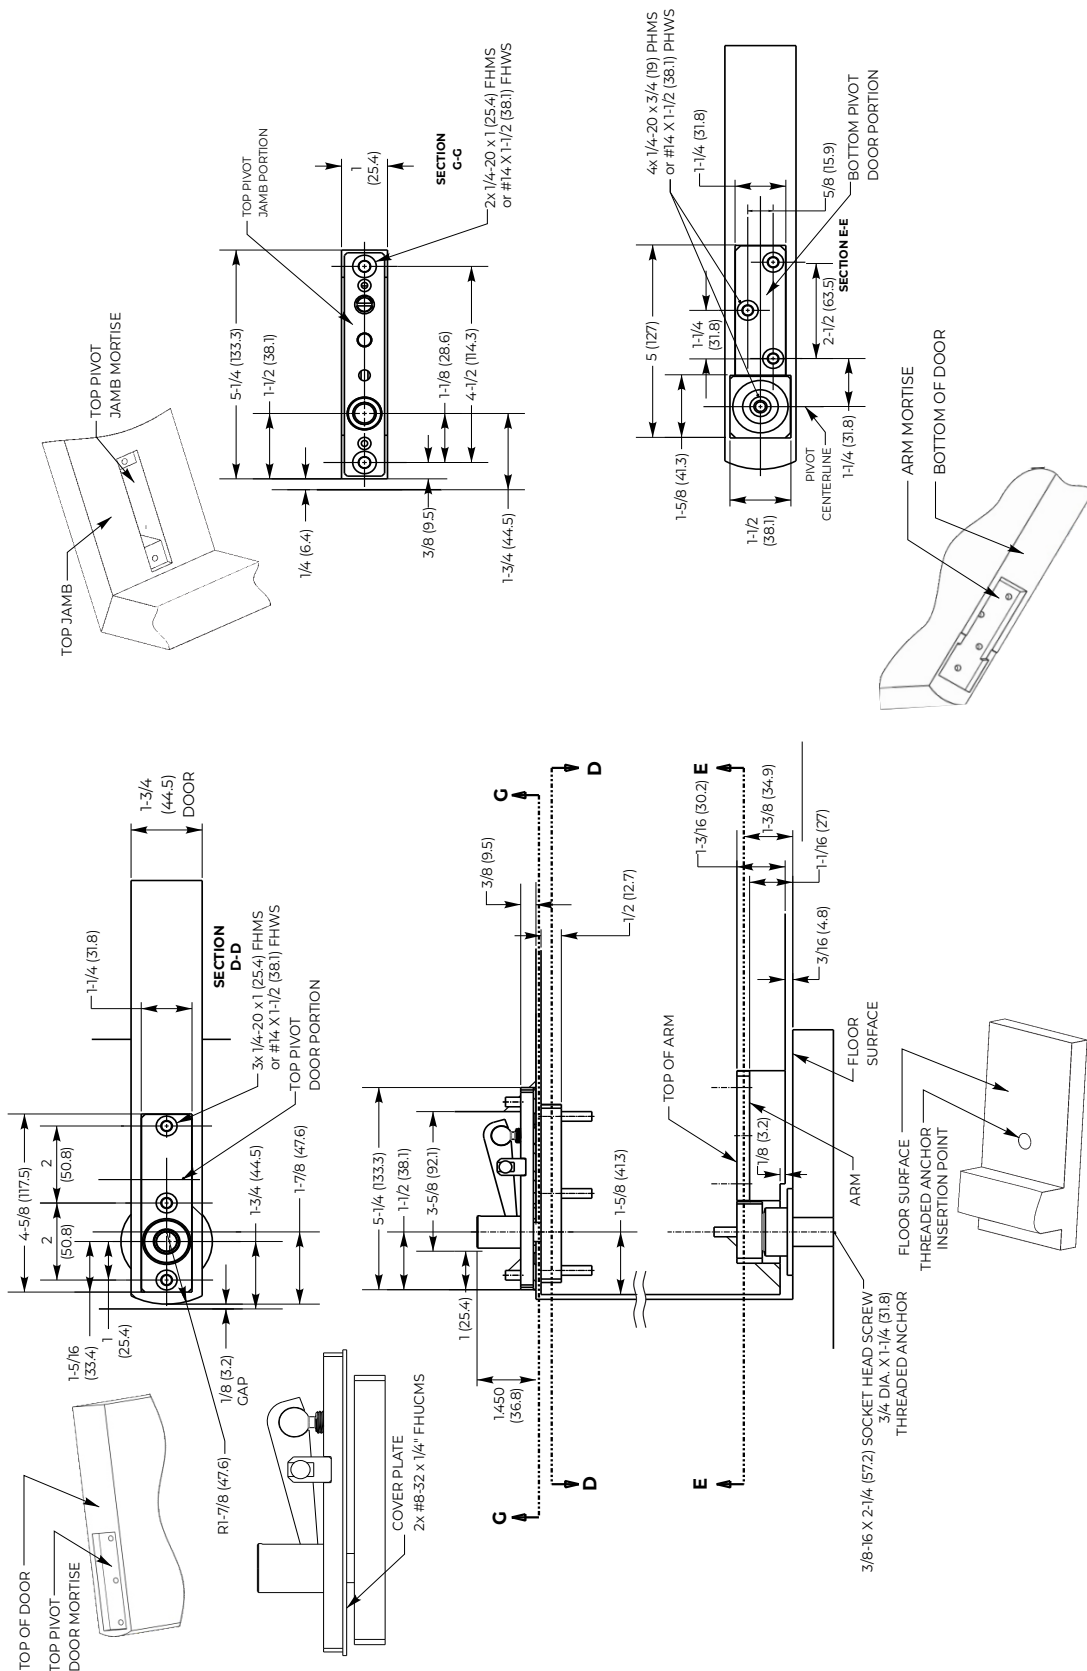 TOP OF DOOR
TOP PIVOT
DOOR MORTISE
1-5/16
(33.4)
1
(25.4)
2
(50.8)
2
(50.8)
4-5/8 (117.5)
1-1/4 (31.8)
1-3/4
(44.5)
DOOR
SECTION
D-D
3x 1/4-20 x 1 (25.4) FHMS
or #14 X 1-1/2 (38.1) FHWS
TOP PIVOT
DOOR PORTION
1-3/4 (44.5)
1-7/8 (47.6)
1/8 (3.2)
GAP
R1-7/8 (47.6)
COVER PLATE
2x #8-32 x 1/4" FHUCMS
TOP JAMB
TOP PIVOT
JAMB MORTISE
5-1/4 (133.3)
1-1/2 (38.1)
TOP PIVOT
JAMB PORTION
1
(25.4)
SECTION
G-G
2x 1/4-20 x 1 (25.4) FHMS
or #14 X 1-1/2 (38.1) FHWS
1/4 (6.4)
3/8 (9.5)
1-1/8 (28.6)
4-1/2 (114.3)
1-3/4 (44.5)
G
G
D
D
3/8 (9.5)
1/2 (12.7)
5-1/4 (133.3)
1-1/2 (38.1)
3-5/8 (92.1)
1 (25.4)
1.450
(36.8)
1-5/8 (41.3)
E
E
TOP OF ARM
1/8 (3.2)
ARM
1-3/16 (30.2)
1-3/8 (34.9)
1-1/16 (27)
3/16 (4.8)
FLOOR
SURFACE
3/8-16 X 2-1/4 (57.2) SOCKET HEAD SCREW
3/4 DIA. X 1-1/4 (31.8)
THREADED ANCHOR
FLOOR SURFACE
THREADED ANCHOR
INSERTION POINT
4x 1/4-20 x 3/4 (19) PHMS
or #14 X 1-1/2 (38.1) PHWS
1-1/4 (31.8)
5 (127)
1-1/4
(31.8)
1-5/8 (41.3)
1-1/2
(38.1)
PIVOT
CENTERLINE
1-1/4 (31.8)
2-1/2 (63.5)
SECTION E-E
5/8 (15.9)
BOTTOM PIVOT
DOOR PORTION
ARM MORTISE
BOTTOM OF DOOR